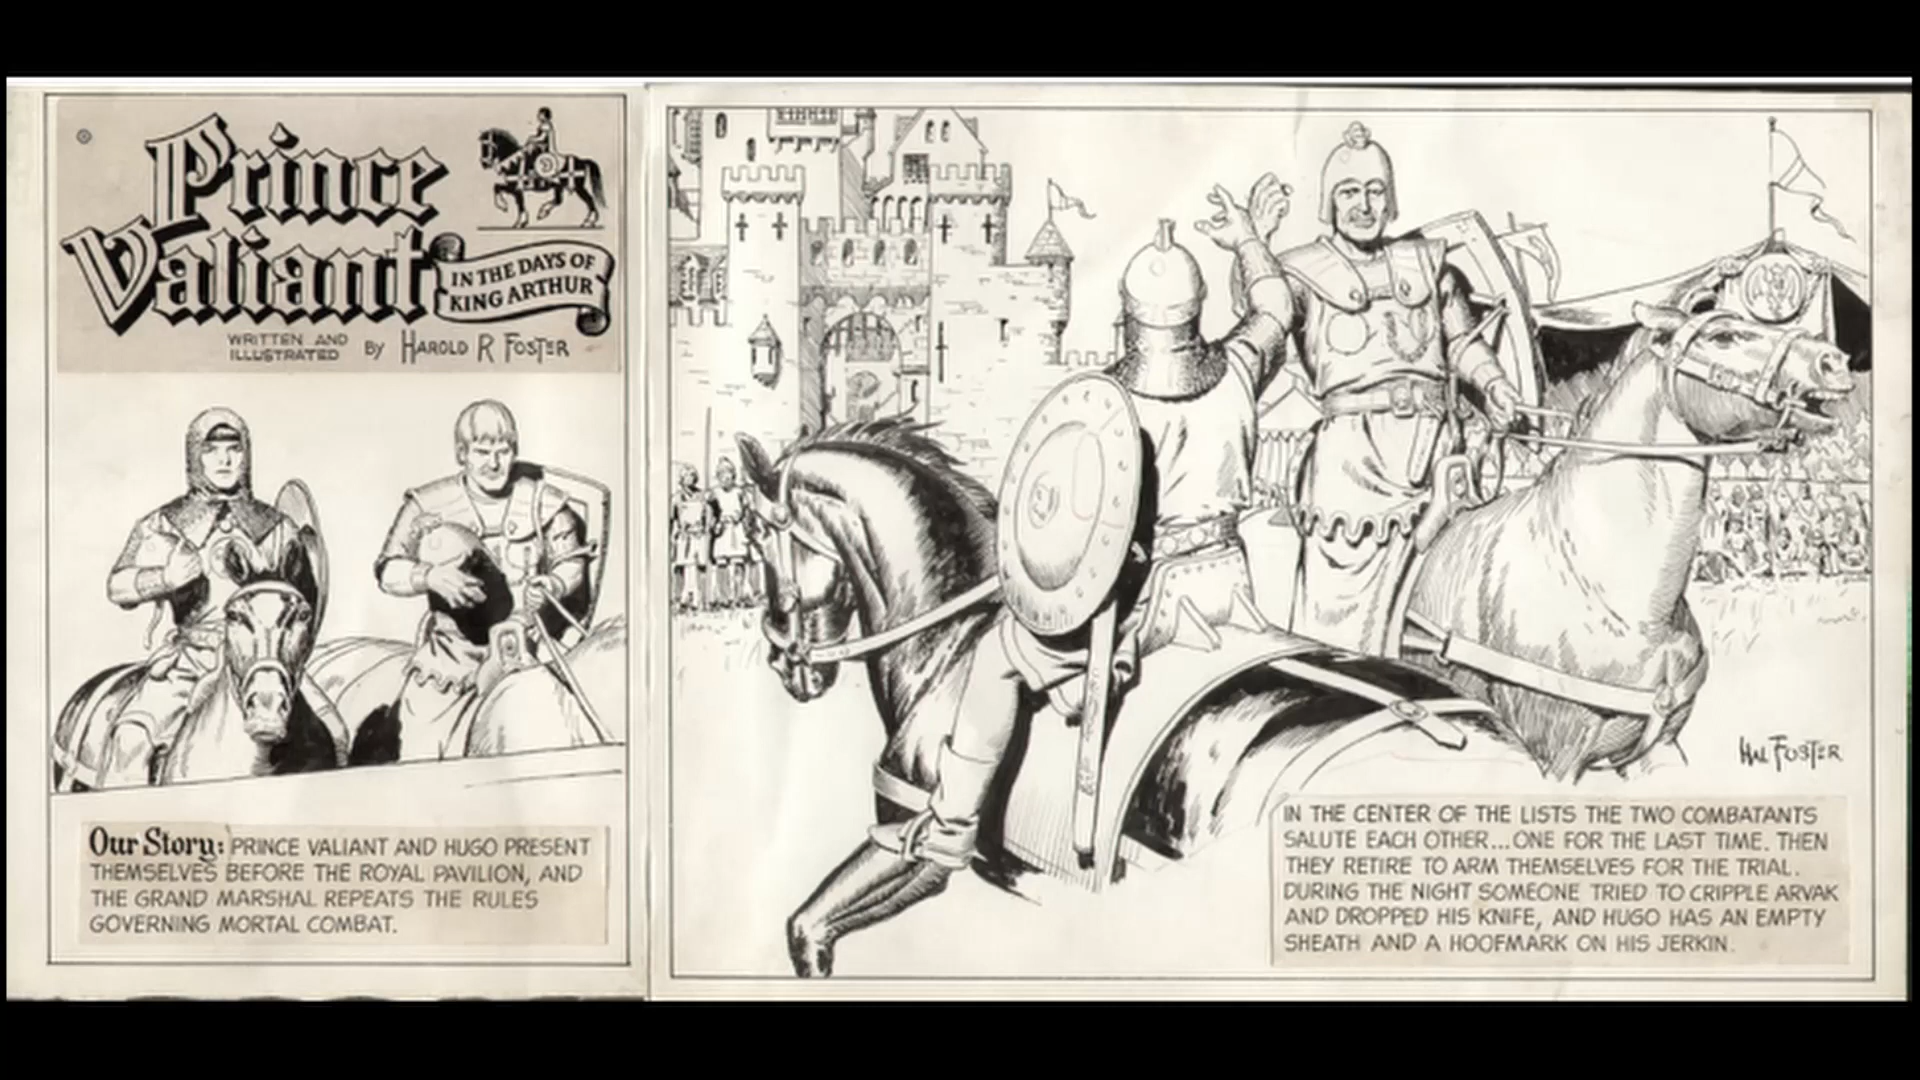 Prince
Valiant
IN THE DAYS OF
KING ARTHUR
WRITTEN AND
ILLUSTRATED BY HAROLD R FOSTER
Our Story: PRINCE VALIANT AND HUGO PRESENT
THEMSELVES BEFORE THE ROYAL PAVILION, AND
THE GRAND MARSHAL REPEATS THE RULES
GOVERNING MORTAL COMBAT.
HAL FOSTER
IN THE CENTER OF THE LISTS THE TWO COMBATANTS
SALUTE EACH OTHER...ONE FOR THE LAST TIME. THEN
THEY RETIRE TO ARM THEMSELVES FOR THE TRIAL.
DURING THE NIGHT SOMEONE TRIED TO CRIPPLE ARVAK
AND DROPPED HIS KNIFE, AND HUGO HAS AN EMPTY
SHEATH AND A HOOFMARK ON HIS JERKIN.